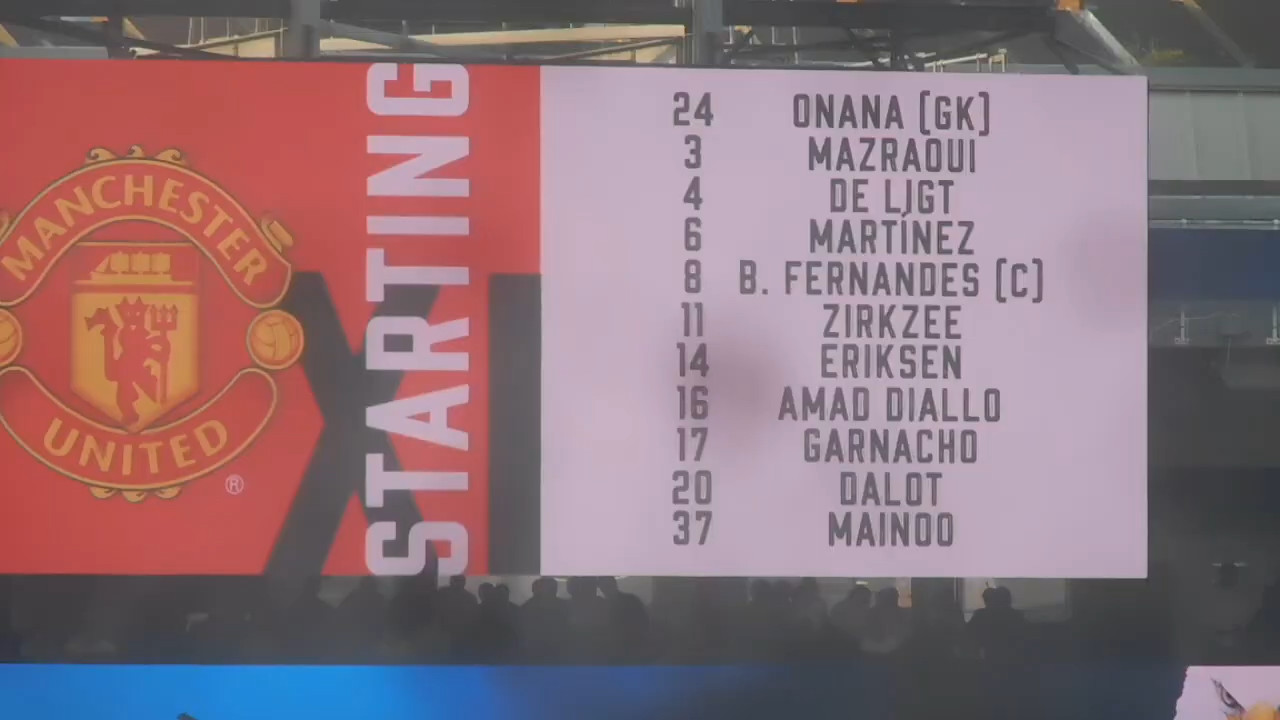 MANCHESTER
UNITED
®
STARTING
XI
24 ONANA (GK)
3 MAZRAOUI
4 DE LIGT
6 MARTÍNEZ
8 B. FERNANDES (C)
11 ZIRKZEE
14 ERIKSEN
16 AMAD DIALLO
17 GARNACHO
20 DALOT
37 MAINOO